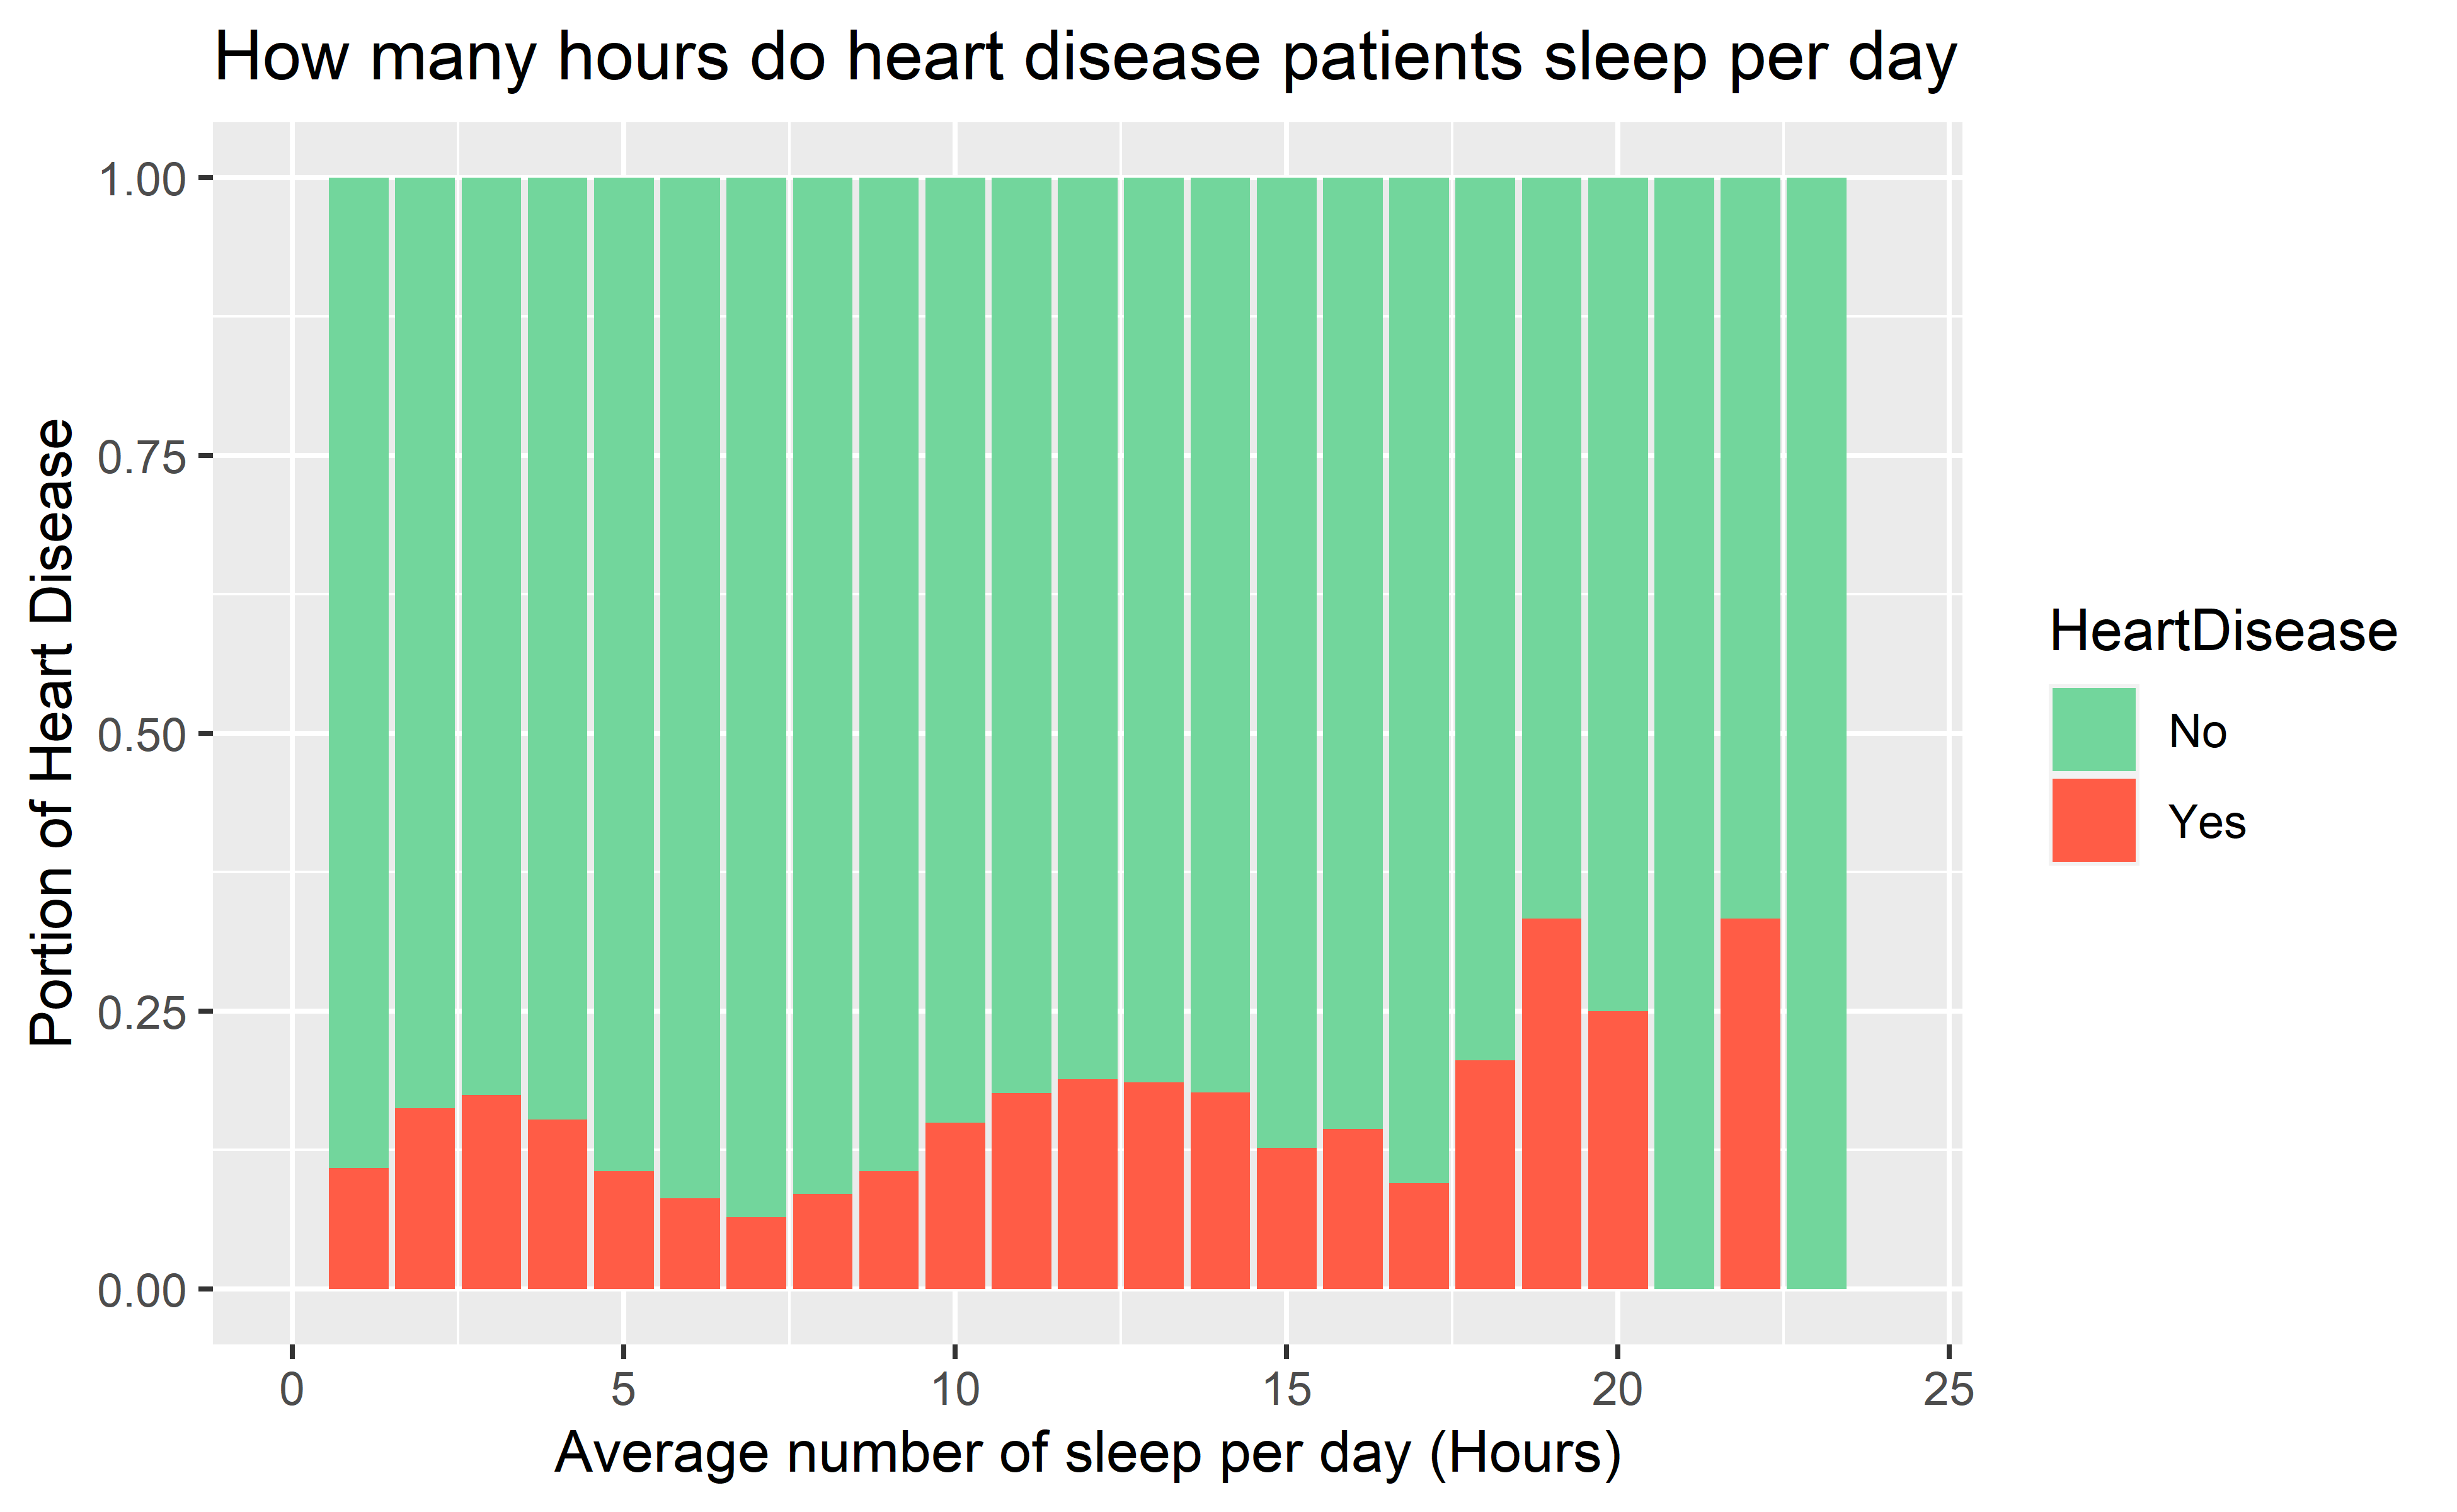 How many hours do heart disease patients sleep per day
Portion of Heart Disease
1.00
0.75
0.50
0.25
0.00
0 5 10 15 20 25
Average number of sleep per day (Hours)
HeartDisease
No
Yes